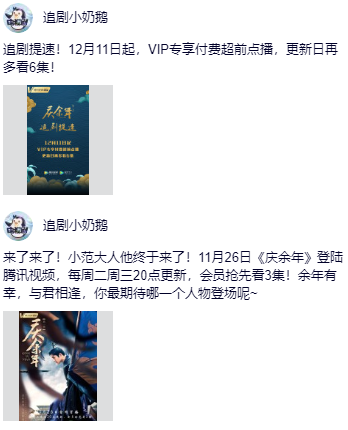 追剧小奶鹅
追剧提速！12月11日起，VIP专享付费超前点播，更新日再
多看6集！
庆余年
追剧提速
12月11日起
VIP专享付费超前点播
更新日再多看6集
追剧小奶鹅
来了来了！小范大人他终于来了！11月26日《庆余年》登陆
腾讯视频，每周二周三20点更新，会员抢先看3集！余年有
幸，与君相逢，你最期待哪一个人物登场呢~
庆余年